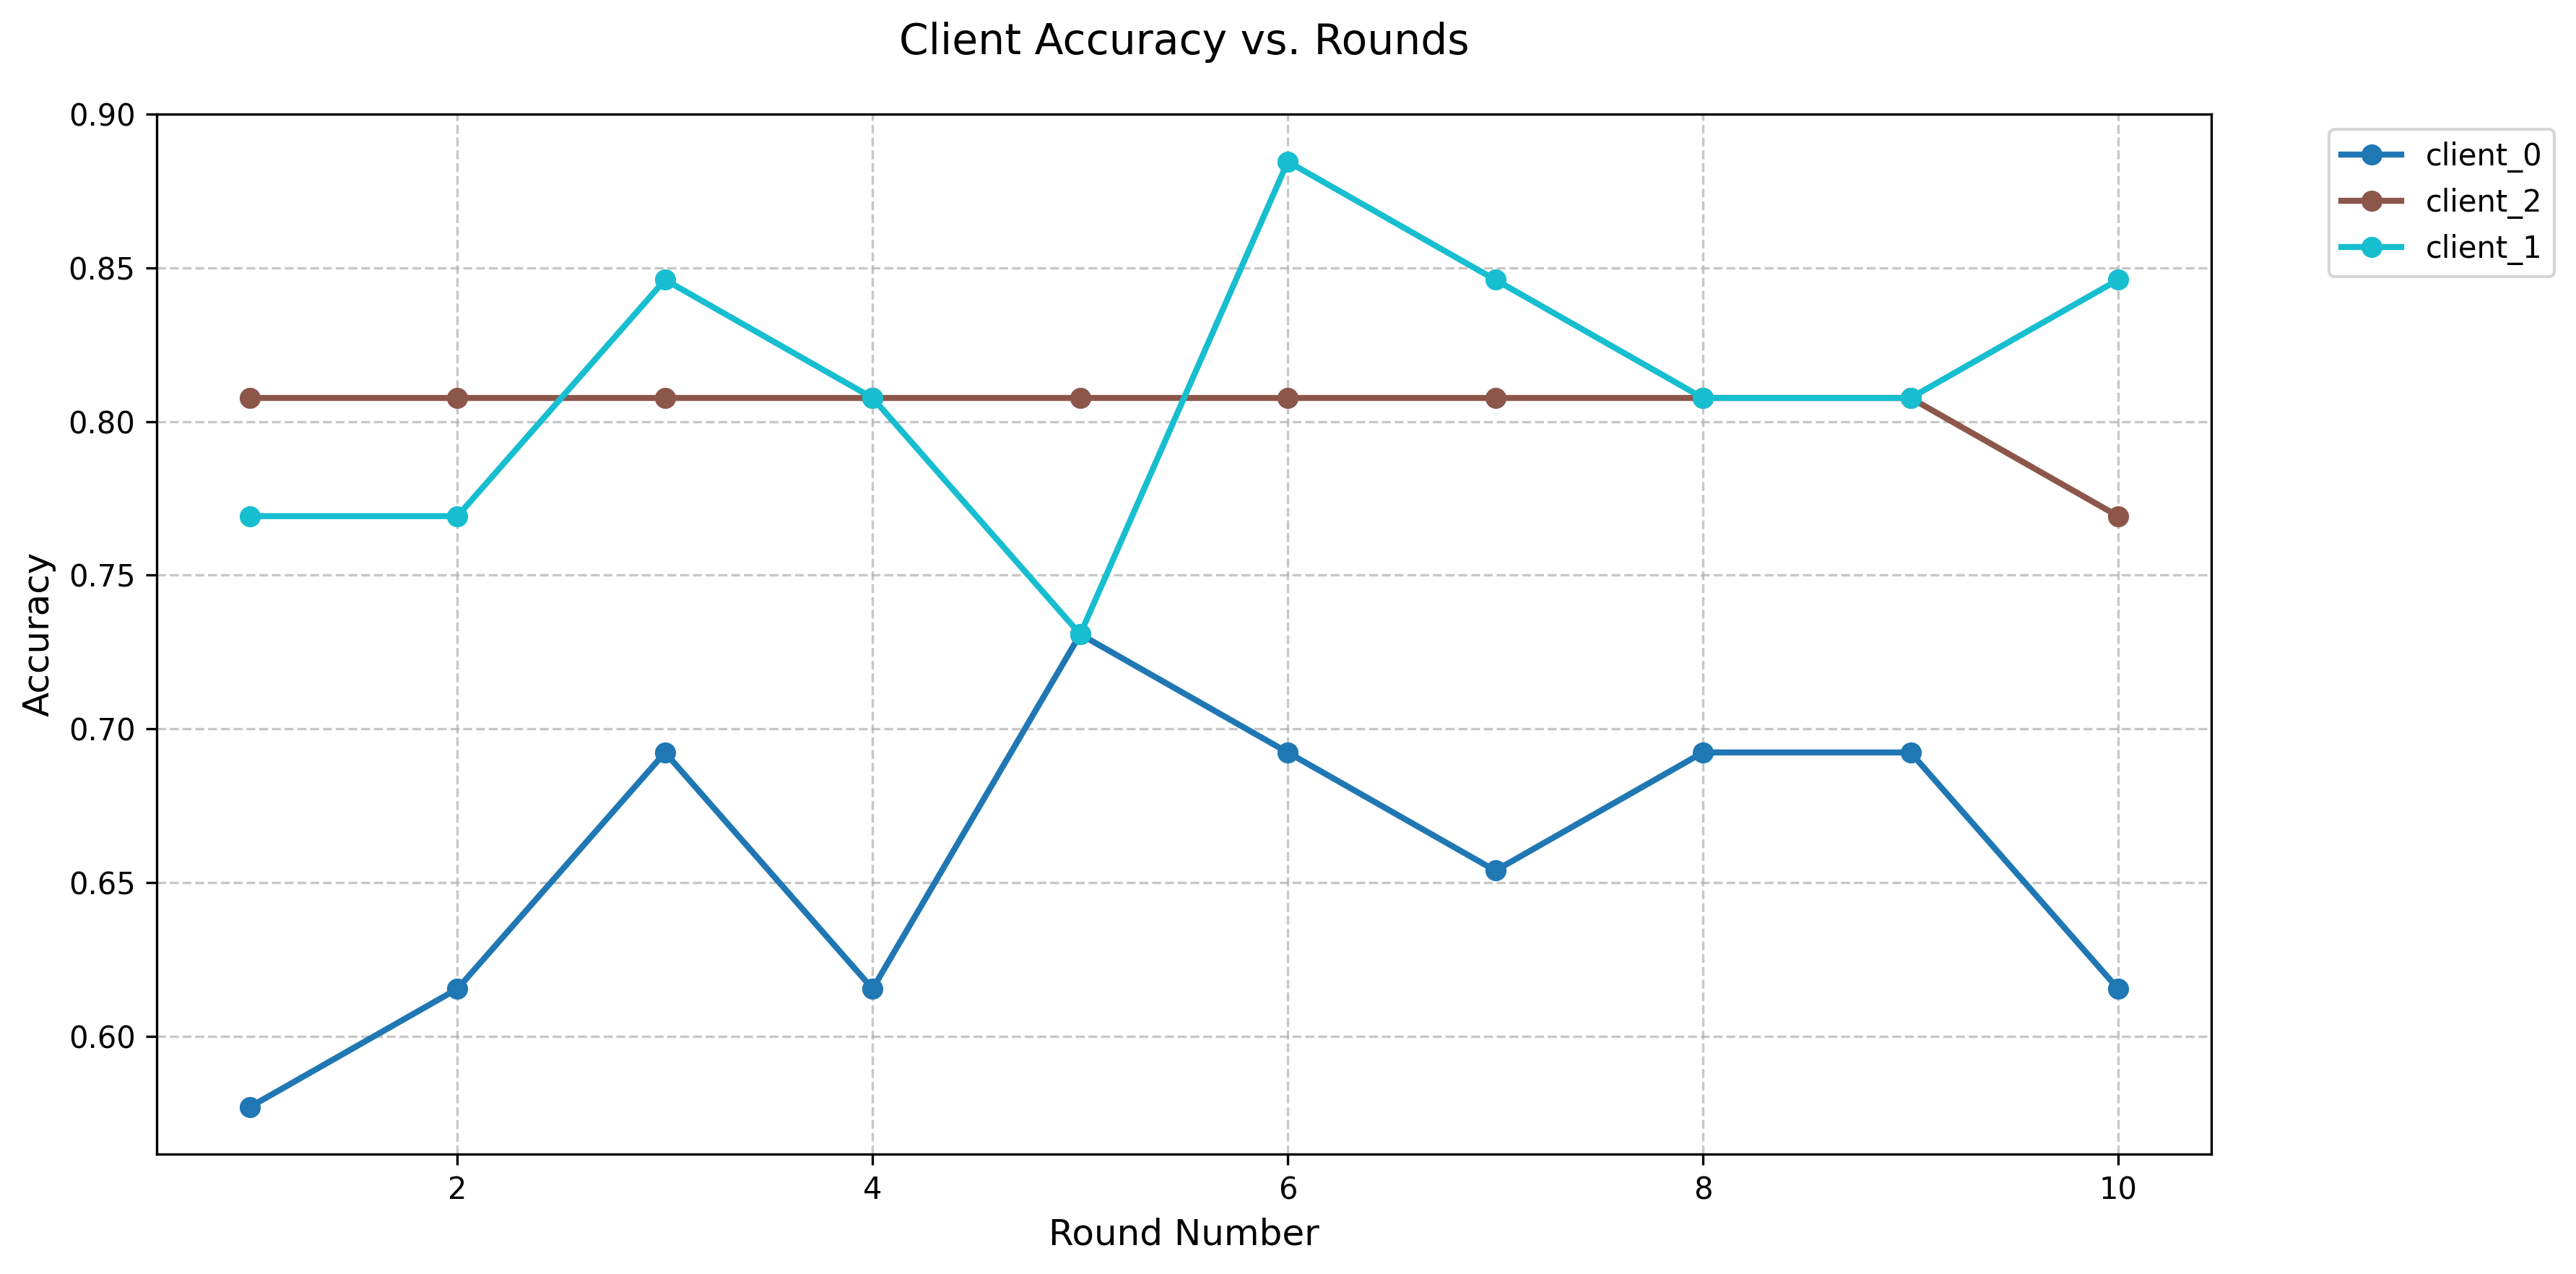 Client Accuracy vs. Rounds
0.90
0.85
0.80
0.75
0.70
0.65
0.60
Accuracy
2 4 6 8 10
Round Number
client_0
client_2
client_1